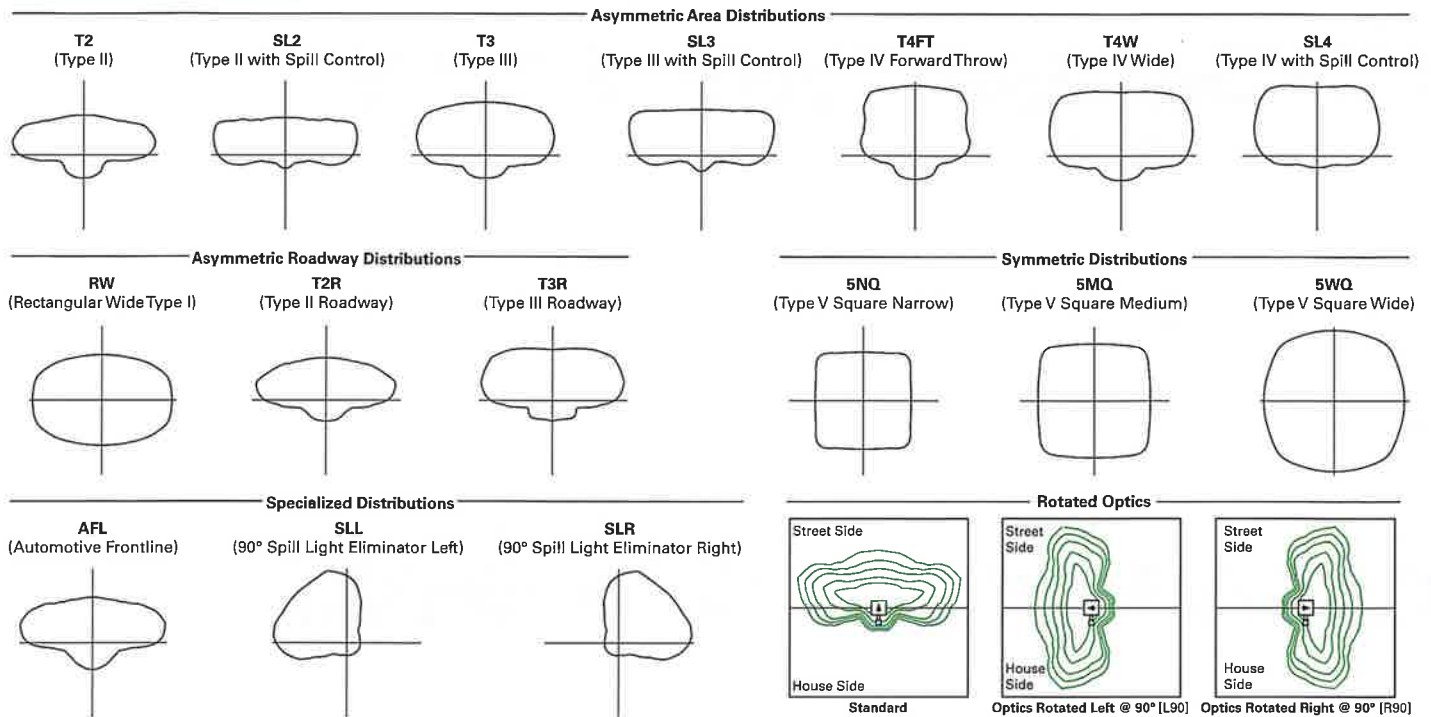 Asymmetric Area Distributions
T2
(Type II)
SL2
(Type II with Spill Control)
T3
(Type III)
SL3
(Type III with Spill Control)
T4FT
(Type IV Forward Throw)
T4W
(Type IV Wide)
SL4
(Type IV with Spill Control)
Asymmetric Roadway Distributions
RW
(Rectangular Wide Type I)
T2R
(Type II Roadway)
T3R
(Type III Roadway)
Symmetric Distributions
5NQ
(Type V Square Narrow)
5MQ
(Type V Square Medium)
5WQ
(Type V Square Wide)
Specialized Distributions
AFL
(Automotive Frontline)
SLL
(90° Spill Light Eliminator Left)
SLR
(90° Spill Light Eliminator Right)
Rotated Optics
Street Side
House Side
Standard
Street
Side
House
Side
Optics Rotated Left @ 90° [L90]
Street
Side
House
Side
Optics Rotated Right @ 90° [R90]